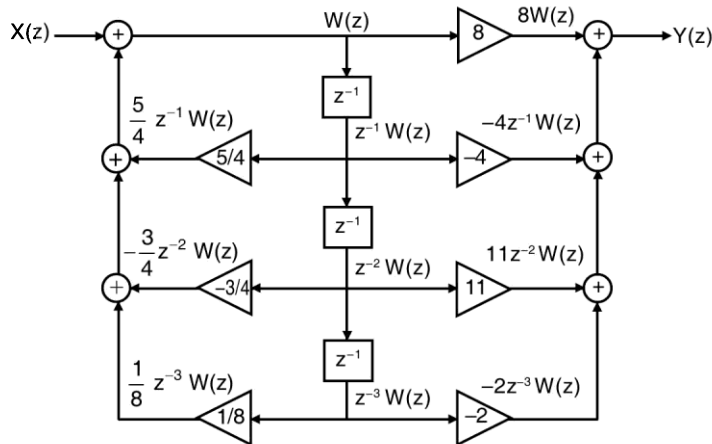 X(z) + W(z) 8 8W(z) + Y(z)
z⁻¹
5/4 z⁻¹ W(z) z⁻¹ W(z) −4z⁻¹ W(z)
+ 5/4 −4 +
z⁻¹
−3/4 z⁻² W(z) z⁻² W(z) 11z⁻² W(z)
+ −3/4 11 +
z⁻¹
1/8 z⁻³ W(z) z⁻³ W(z) −2z⁻³ W(z)
1/8 −2